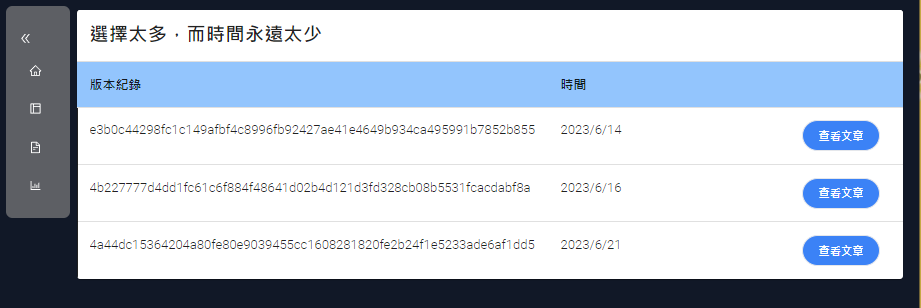 選擇太多，而時間永遠太少
版本紀錄 時間
e3b0c44298fc1c149afbf4c8996fb92427ae41e4649b934ca495991b7852b855 2023/6/14 查看文章
4b227777d4dd1fc61c6f884f48641d02b4d121d3fd328cb08b5531fcacdabf8a 2023/6/16 查看文章
4a44dc15364204a80fe80e9039455cc1608281820fe2b24f1e5233ade6af1dd5 2023/6/21 查看文章